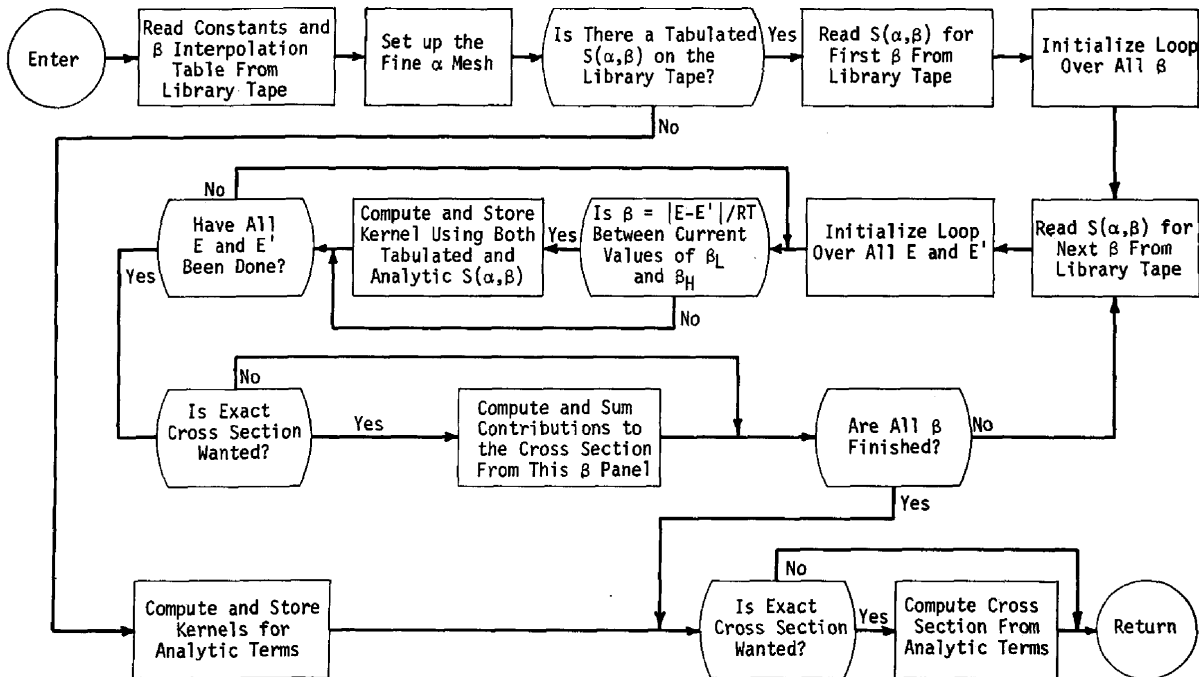 Enter
Read Constants and
β Interpolation
Table From
Library Tape
Set up the
Fine α Mesh
Is There a Tabulated
S(α,β) on the
Library Tape?
Yes
Read S(α,β) for
First β From
Library Tape
Initialize Loop
Over All β
No
No
Have All
E and E'
Been Done?
Yes
Compute and Store
Kernel Using Both
Tabulated and
Analytic S(α,β)
Yes
Is β = |E-E'|/RT
Between Current
Values of βL
and βH
No
Initialize Loop
Over All E and E'
Read S(α,β) for
Next β From
Library Tape
No
Is Exact
Cross Section
Wanted?
Yes
Compute and Sum
Contributions to
the Cross Section
From This β Panel
Are All β
Finished?
No
Yes
Compute and Store
Kernels for
Analytic Terms
No
Is Exact
Cross Section
Wanted?
Yes
Compute Cross
Section From
Analytic Terms
Return